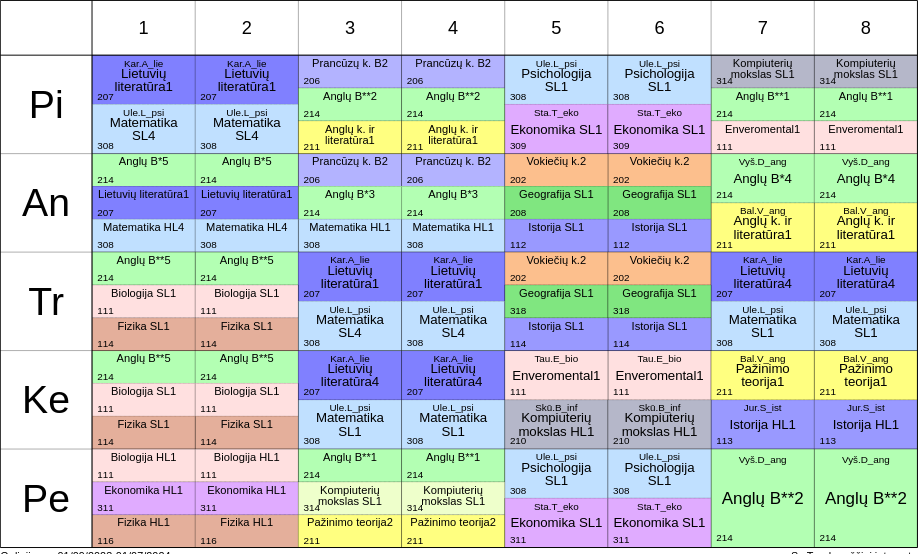 1 2 3 4 5 6 7 8
Pi
Kar.A_lie Kar.A_lie Prancūzų k. B2 Prancūzų k. B2 Ule.L_psi Ule.L_psi Kompiuterių Kompiuterių
Lietuvių Lietuvių Psichologija Psichologija mokslas SL1 mokslas SL1
literatūra1 literatūra1 206 206 SL1 SL1 314 314
207 207 Anglų B**2 Anglų B**2 308 308 Anglų B**1 Anglų B**1
Ule.L_psi Ule.L_psi 214 214 Sta.T_eko Sta.T_eko 214 214
Matematika Matematika Anglų k. ir Anglų k. ir Ekonomika SL1 Ekonomika SL1 Enveromental1 Enveromental1
SL4 SL4 literatūra1 literatūra1
308 308 211 211 309 309 111 111
An
Anglų B*5 Anglų B*5 Prancūzų k. B2 Prancūzų k. B2 Vokiečių k.2 Vokiečių k.2 Vyš.D_ang Vyš.D_ang
214 214 206 206 202 202 Anglų B*4 Anglų B*4
Lietuvių literatūra1 Lietuvių literatūra1 Anglų B*3 Anglų B*3 Geografija SL1 Geografija SL1 214 214
207 207 214 214 208 208 Bal.V_ang Bal.V_ang
Matematika HL4 Matematika HL4 Matematika HL1 Matematika HL1 Istorija SL1 Istorija SL1 Anglų k. ir Anglų k. ir
literatūra1 literatūra1
308 308 308 308 112 112 211 211
Tr
Anglų B**5 Anglų B**5 Kar.A_lie Kar.A_lie Vokiečių k.2 Vokiečių k.2 Kar.A_lie Kar.A_lie
214 214 Lietuvių Lietuvių 202 202 Lietuvių Lietuvių
Biologija SL1 Biologija SL1 literatūra1 literatūra1 Geografija SL1 Geografija SL1 literatūra4 literatūra4
207 207 207 207
111 111 Ule.L_psi Ule.L_psi 318 318 Ule.L_psi Ule.L_psi
Fizika SL1 Fizika SL1 Matematika Matematika Istorija SL1 Istorija SL1 Matematika Matematika
SL4 SL4 SL1 SL1
114 114 308 308 114 114 308 308
Ke
Anglų B**5 Anglų B**5 Kar.A_lie Kar.A_lie Tau.E_bio Tau.E_bio Bal.V_ang Bal.V_ang
214 214 Lietuvių Lietuvių Enveromental1 Enveromental1 Pažinimo Pažinimo
Biologija SL1 Biologija SL1 literatūra4 literatūra4 teorija1 teorija1
207 207 111 111 211 211
111 111 Ule.L_psi Ule.L_psi Skū.B_inf Skū.B_inf Jur.S_ist Jur.S_ist
Fizika SL1 Fizika SL1 Matematika Matematika Kompiuterių Kompiuterių Istorija HL1 Istorija HL1
SL1 SL1 mokslas HL1 mokslas HL1
114 114 308 308 210 210 113 113
Pe
Biologija HL1 Biologija HL1 Anglų B**1 Anglų B**1 Ule.L_psi Ule.L_psi Vyš.D_ang Vyš.D_ang
111 111 214 214 Psichologija Psichologija
Ekonomika HL1 Ekonomika HL1 Kompiuterių Kompiuterių SL1 SL1
mokslas SL1 mokslas SL1 308 308 Anglų B**2 Anglų B**2
311 311 314 314 Sta.T_eko Sta.T_eko
Fizika HL1 Fizika HL1 Pažinimo teorija2 Pažinimo teorija2 Ekonomika SL1 Ekonomika SL1
116 116 211 211 311 311 214 214